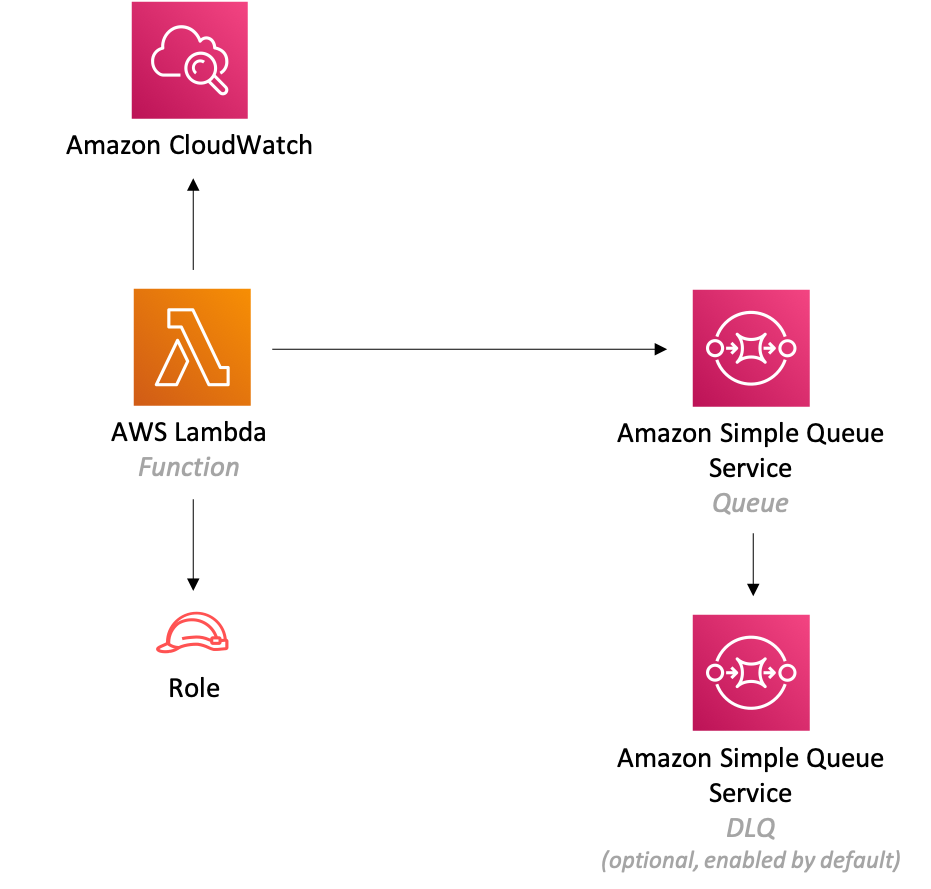 Amazon CloudWatch
AWS Lambda
Function
Amazon Simple Queue
Service
Queue
Role
Amazon Simple Queue
Service
DLQ
(optional, enabled by default)